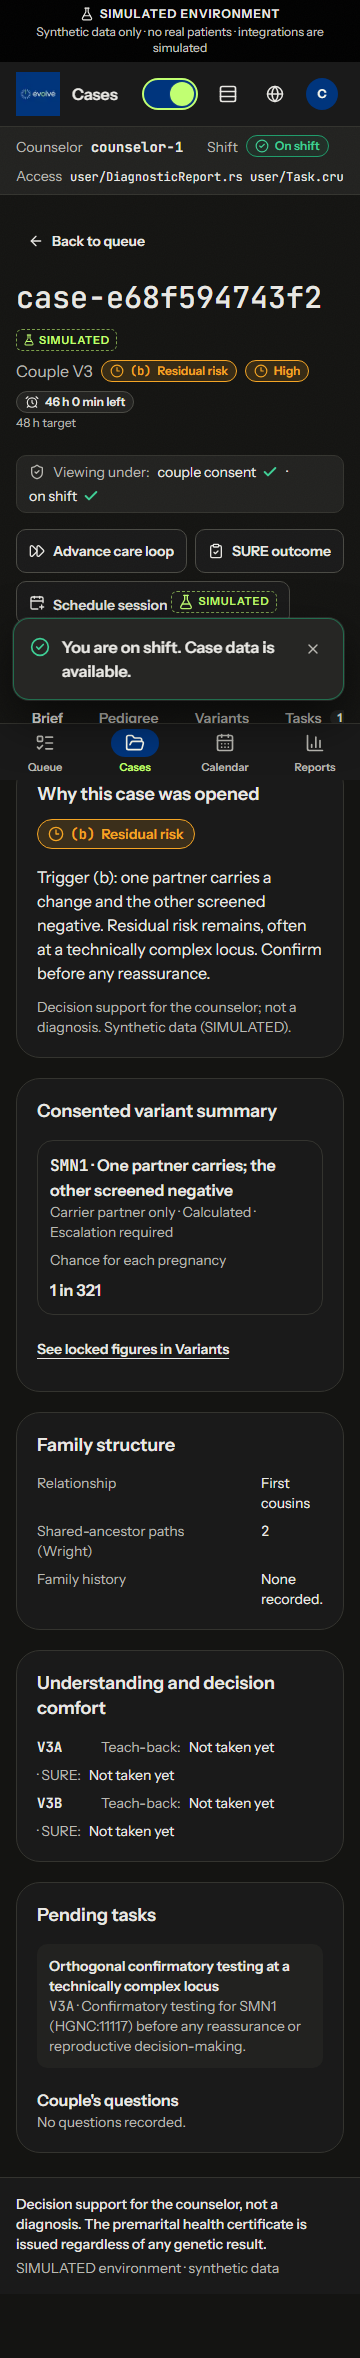 SIMULATED ENVIRONMENT
Synthetic data only · no real patients · integrations are
simulated
evolve
Cases
C
Counselor counselor-1 Shift On shift
Access user/DiagnosticReport.rs user/Task.cru
Back to queue
case-e68f594743f2
SIMULATED
Couple V3 (b) Residual risk High
46 h 0 min left
48 h target
Viewing under: couple consent ·
on shift
Advance care loop SURE outcome
Schedule session SIMULATED
You are on shift. Case data is
available.
Brief Pedigree Variants Tasks 1
Queue Cases Calendar Reports
Why this case was opened
(b) Residual risk
Trigger (b): one partner carries a
change and the other screened
negative. Residual risk remains, often
at a technically complex locus. Confirm
before any reassurance.
Decision support for the counselor; not a
diagnosis. Synthetic data (SIMULATED).
Consented variant summary
SMN1 · One partner carries; the
other screened negative
Carrier partner only · Calculated ·
Escalation required
Chance for each pregnancy
1 in 321
See locked figures in Variants
Family structure
Relationship First
cousins
Shared-ancestor paths 2
(Wright)
Family history None
recorded.
Understanding and decision
comfort
V3A Teach-back: Not taken yet
· SURE: Not taken yet
V3B Teach-back: Not taken yet
· SURE: Not taken yet
Pending tasks
Orthogonal confirmatory testing at a
technically complex locus
V3A · Confirmatory testing for SMN1
(HGNC:11117) before any reassurance or
reproductive decision-making.
Couple's questions
No questions recorded.
Decision support for the counselor, not a
diagnosis. The premarital health certificate is
issued regardless of any genetic result.
SIMULATED environment · synthetic data